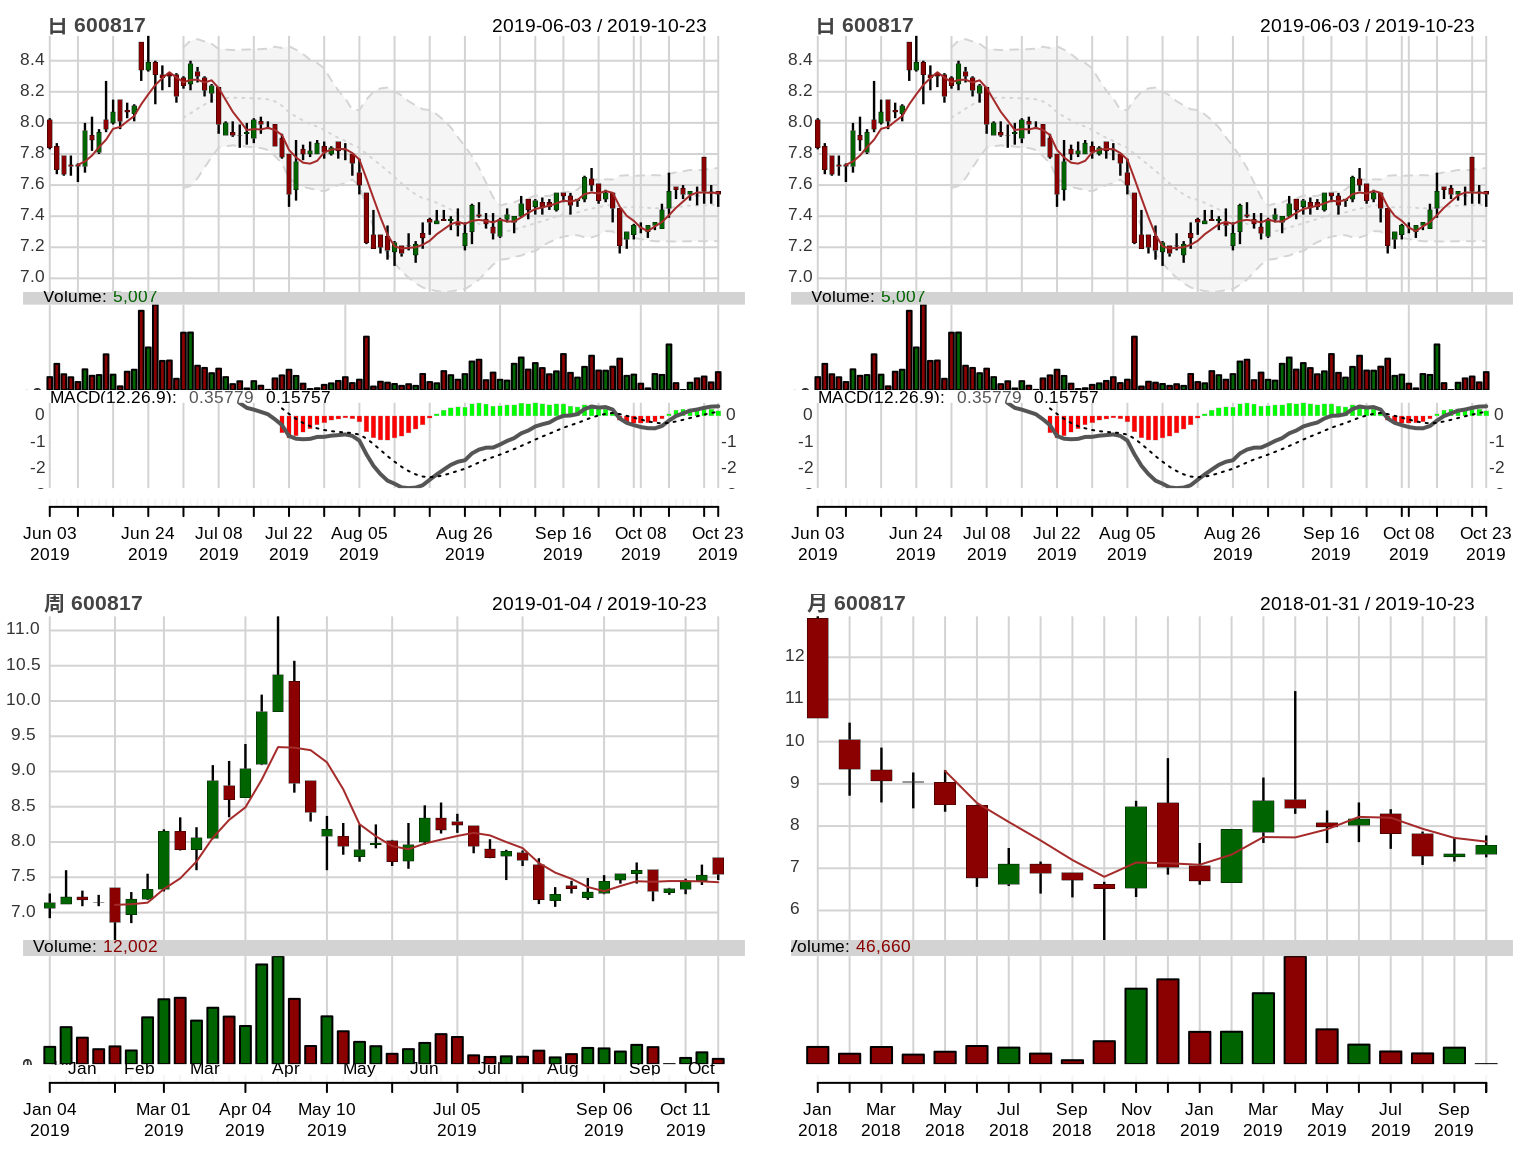 日 600817
2019-06-03 / 2019-10-23
8.4
8.2
8.0
7.8
7.6
7.4
7.2
7.0
Volume: 5,007
MACD(12.26.9): 0.35779 0.15757
0
-1
-2
0
-1
-2
Jun 03 2019
Jun 24 2019
Jul 08 2019
Jul 22 2019
Aug 05 2019
Aug 26 2019
Sep 16 2019
Oct 08 2019
Oct 23 2019
日 600817
2019-06-03 / 2019-10-23
8.4
8.2
8.0
7.8
7.6
7.4
7.2
7.0
Volume: 5,007
MACD(12.26.9): 0.35779 0.15757
0
-1
-2
0
-1
-2
Jun 03 2019
Jun 24 2019
Jul 08 2019
Jul 22 2019
Aug 05 2019
Aug 26 2019
Sep 16 2019
Oct 08 2019
Oct 23 2019
周 600817
2019-01-04 / 2019-10-23
11.0
10.5
10.0
9.5
9.0
8.5
8.0
7.5
7.0
Volume: 12,002
Jan Feb Mar Apr May Jun Jul Aug Sep Oct
Jan 04 2019
Mar 01 2019
Apr 04 2019
May 10 2019
Jul 05 2019
Sep 06 2019
Oct 11 2019
月 600817
2018-01-31 / 2019-10-23
12
11
10
9
8
7
6
Volume: 46,660
Jan 2018
Mar 2018
May 2018
Jul 2018
Sep 2018
Nov 2018
Jan 2019
Mar 2019
May 2019
Jul 2019
Sep 2019